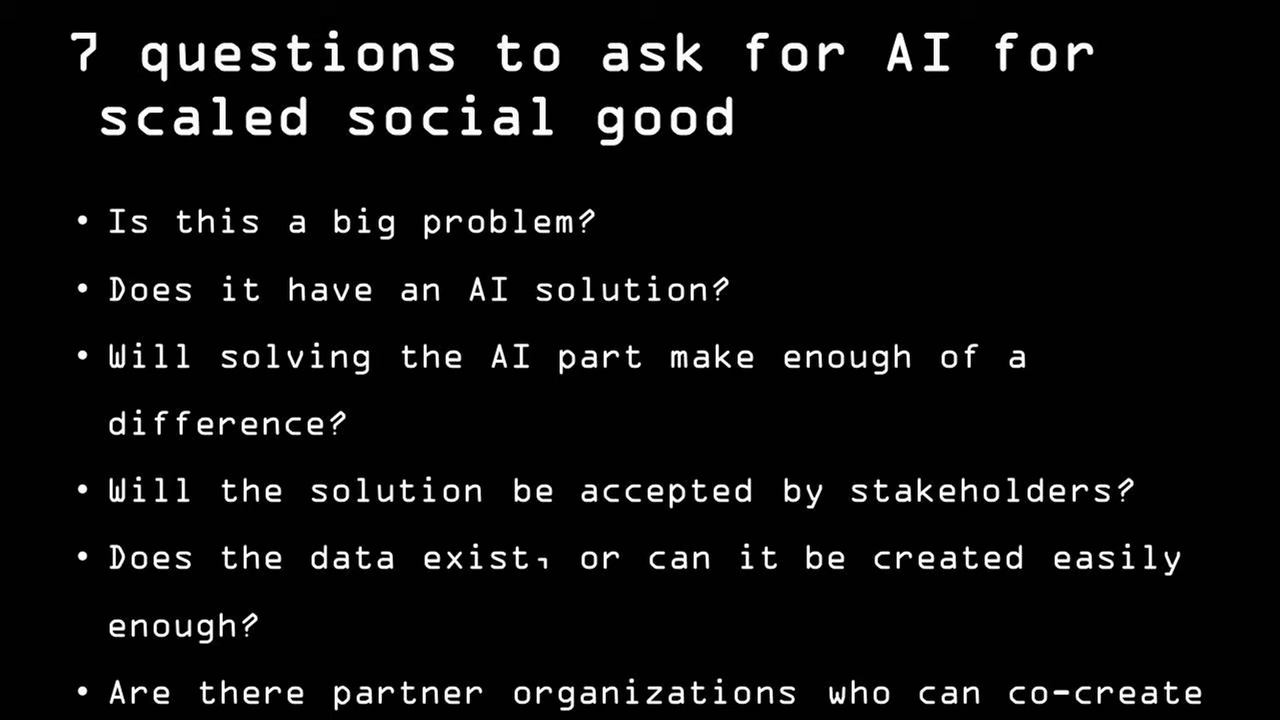 7 questions to ask for AI for
scaled social good
• Is this a big problem?
• Does it have an AI solution?
• Will solving the AI part make enough of a
difference?
• Will the solution be accepted by stakeholders?
• Does the data exist, or can it be created easily
enough?
• Are there partner organizations who can co-create